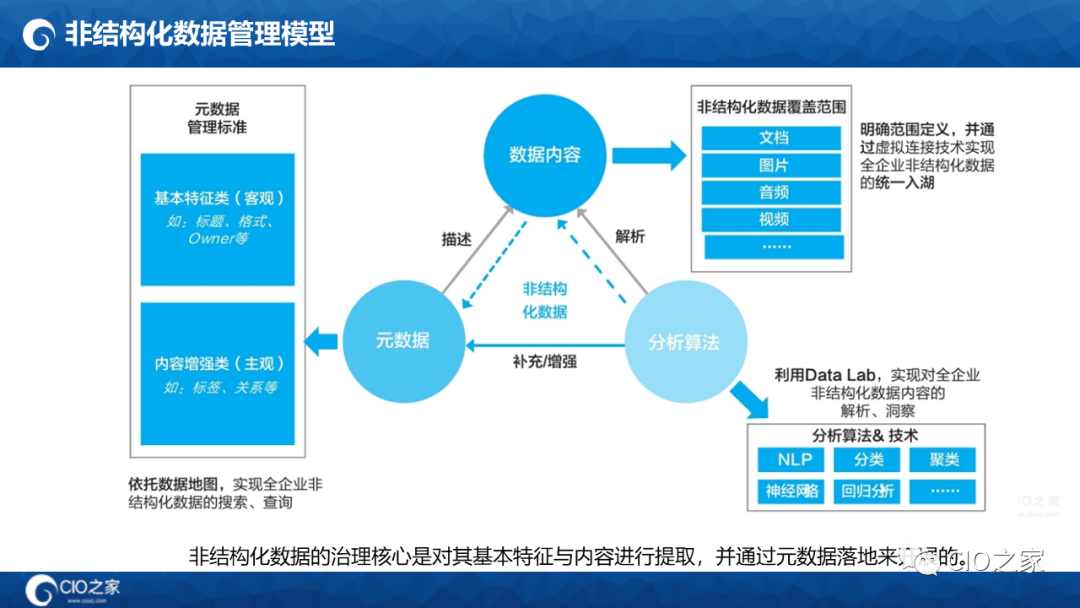 非结构化数据管理模型
元数据
管理标准
基本特征类（客观）
如：标题、格式、
Owner等
内容增强类（主观）
如：标签、关系等
依托数据地图，实现全企业非
结构化数据的搜索、查询
数据内容
描述
解析
非结构
化数据
元数据
分析算法
补充/增强
非结构化数据覆盖范围
文档
图片
音频
视频
……
明确范围定义，并通
过虚拟连接技术实现
全企业非结构化数据
的统一入湖
利用Data Lab，实现对全企业
非结构化数据内容的
解析、洞察
分析算法& 技术
NLP
分类
聚类
神经网络
回归分析
……
IO之家
非结构化数据的治理核心是对其基本特征与内容进行提取，并通过元数据落地来 的。
CIO之家
CIO之家
www.ciozj.com